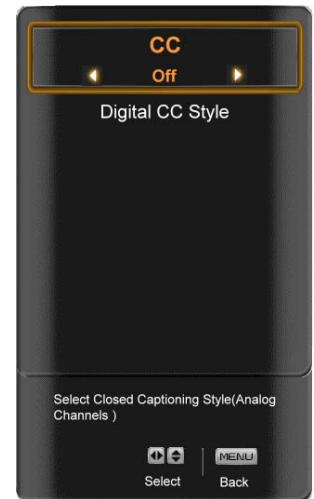 CC
Off
Digital CC Style
Select Closed Captioning Style(Analog
Channels )
MENU
Select Back